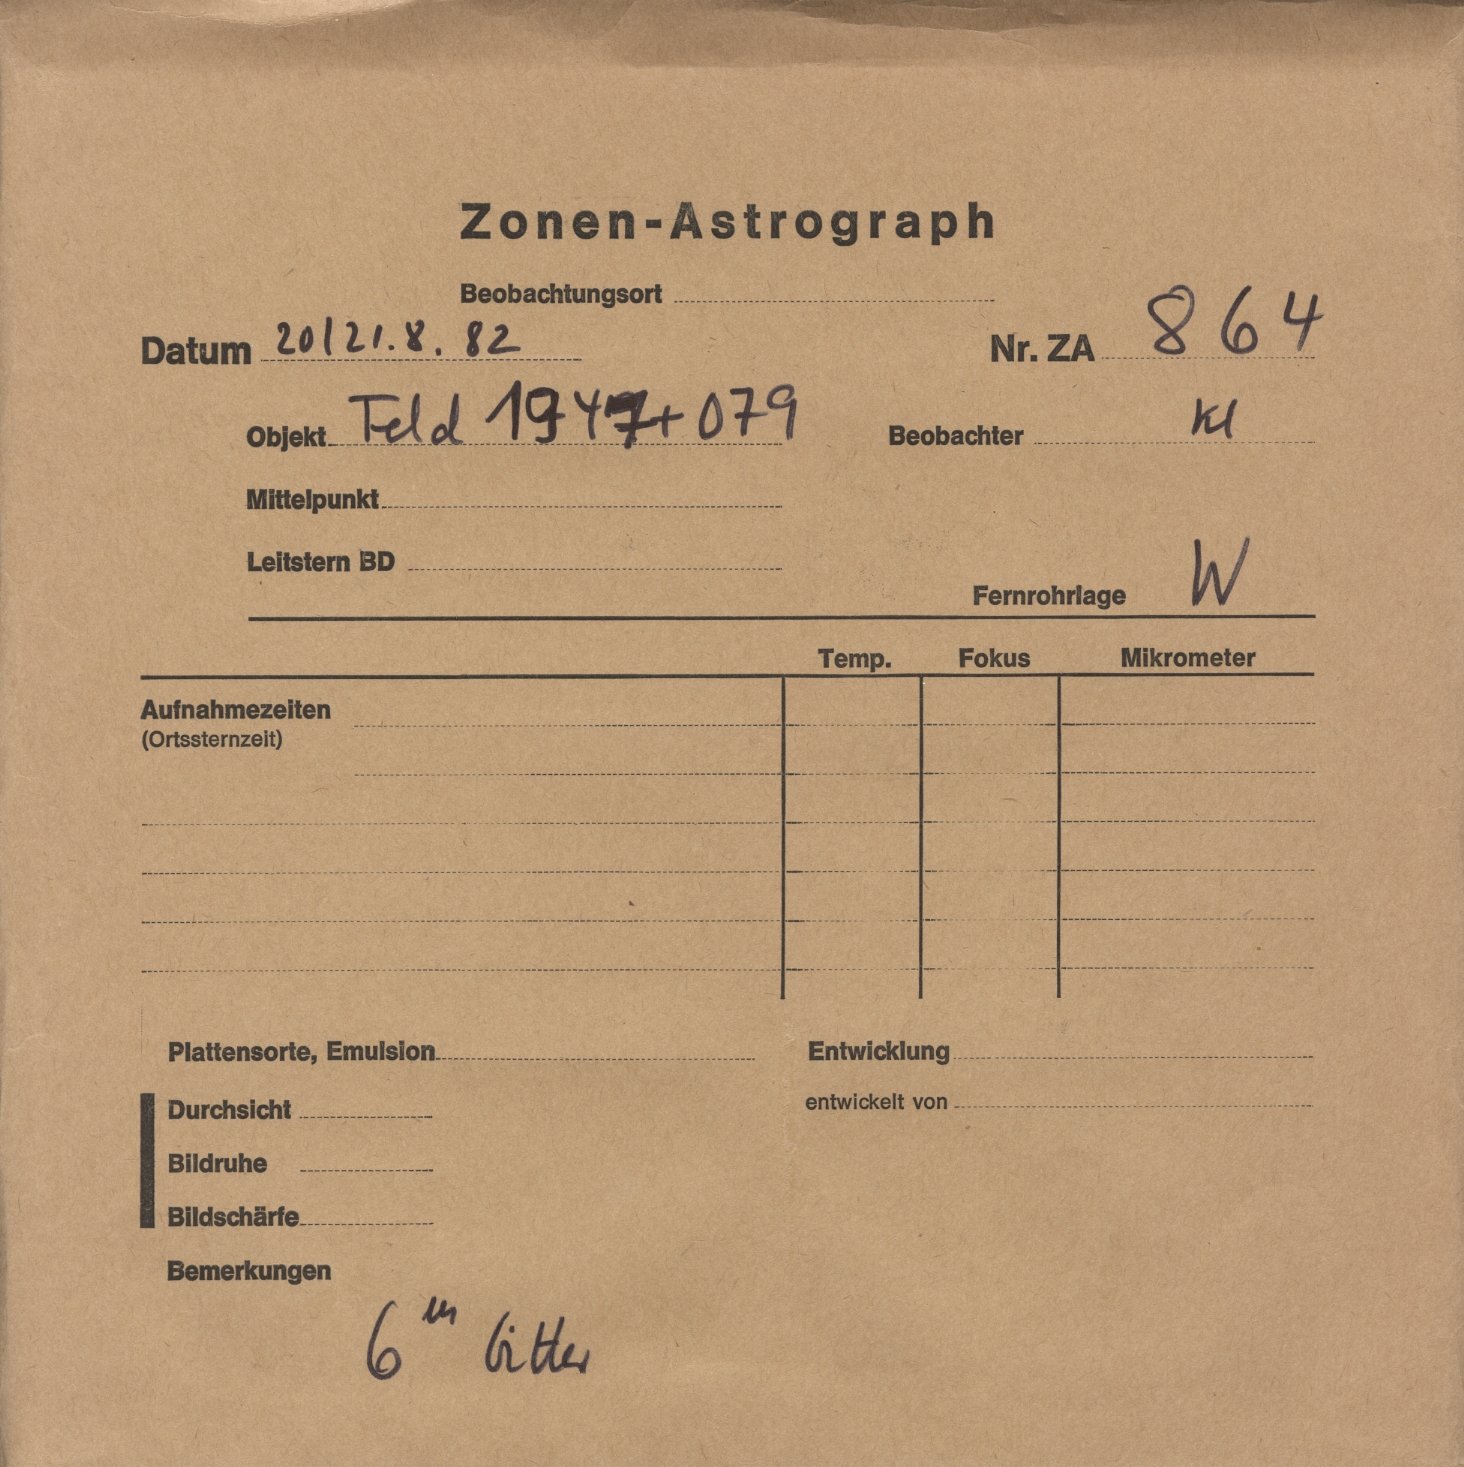 Zonen-Astrograph
Beobachtungsort
Datum 20/21.8.82
Nr. ZA 864
Objekt Feld 1947+079
Beobachter Kl
Mittelpunkt
Leitstern BD
Fernrohrlage W
Temp. Fokus Mikrometer
Aufnahmezeiten
(Ortssternzeit)
Plattensorte, Emulsion
Entwicklung
Durchsicht
entwickelt von
Bildruhe
Bildschärfe
Bemerkungen
6m Gitter